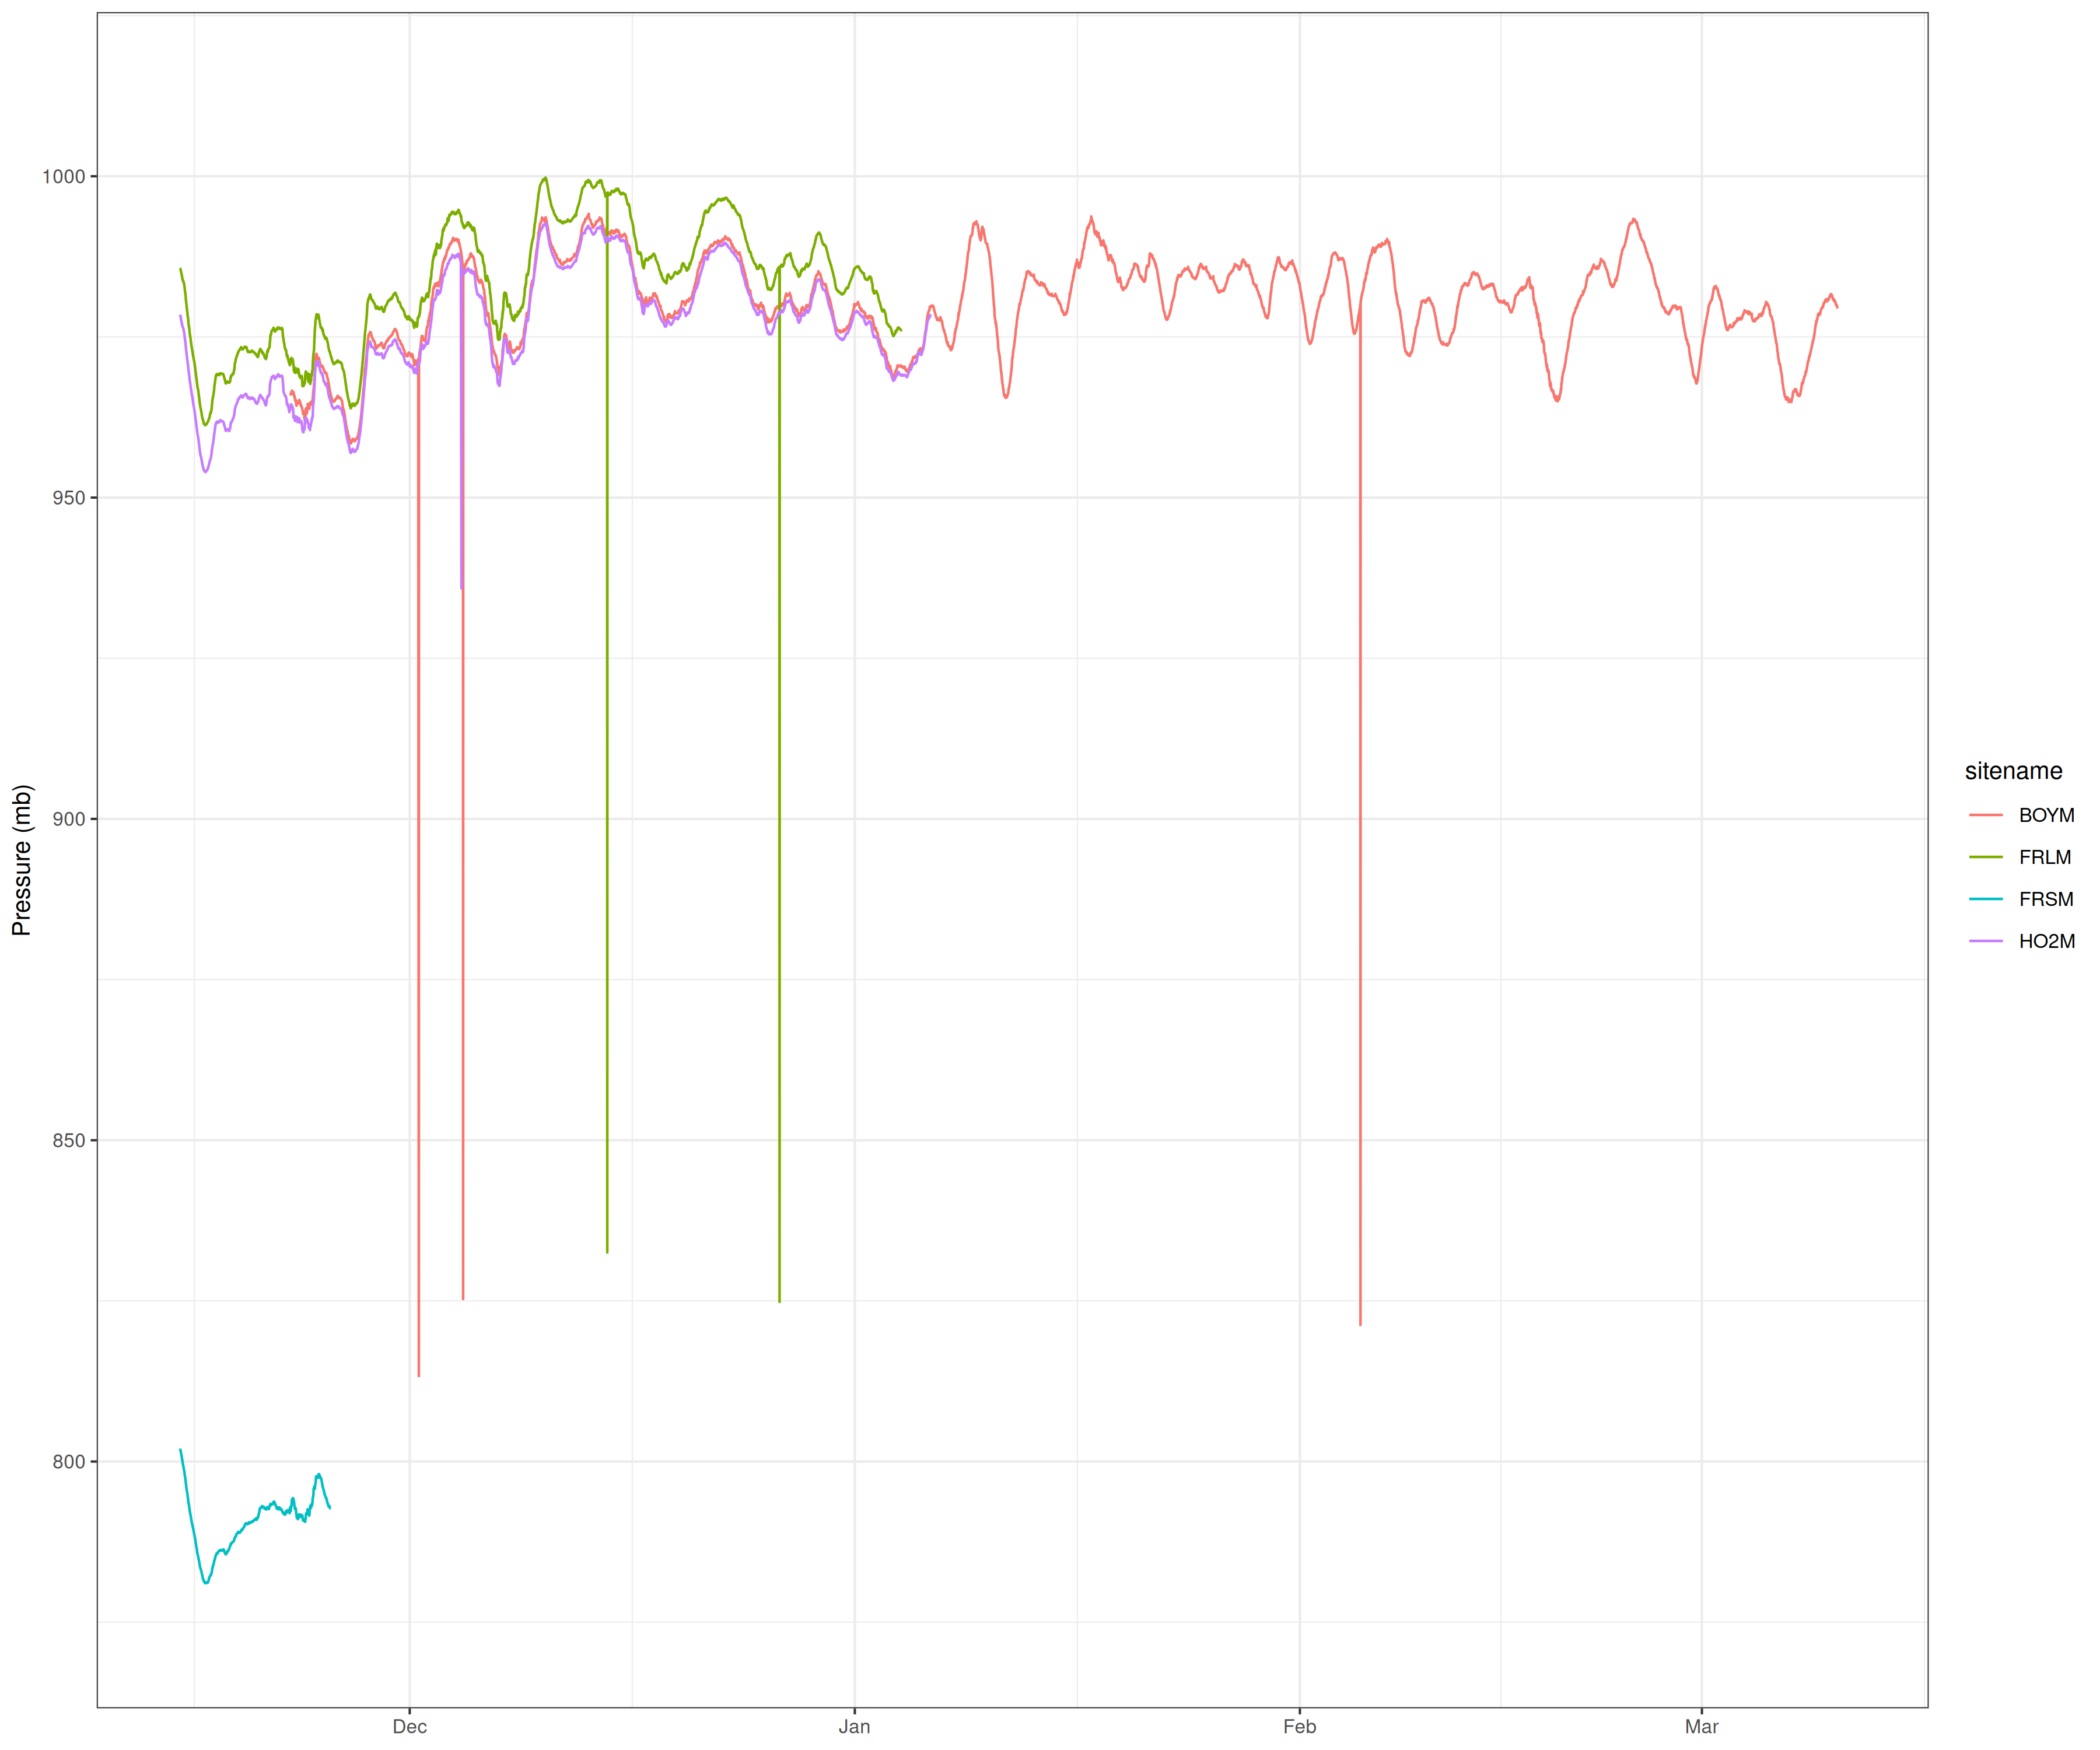 1000
950
900
850
800
Pressure (mb)
Dec
Jan
Feb
Mar
sitename
BOYM
FRLM
FRSM
HO2M